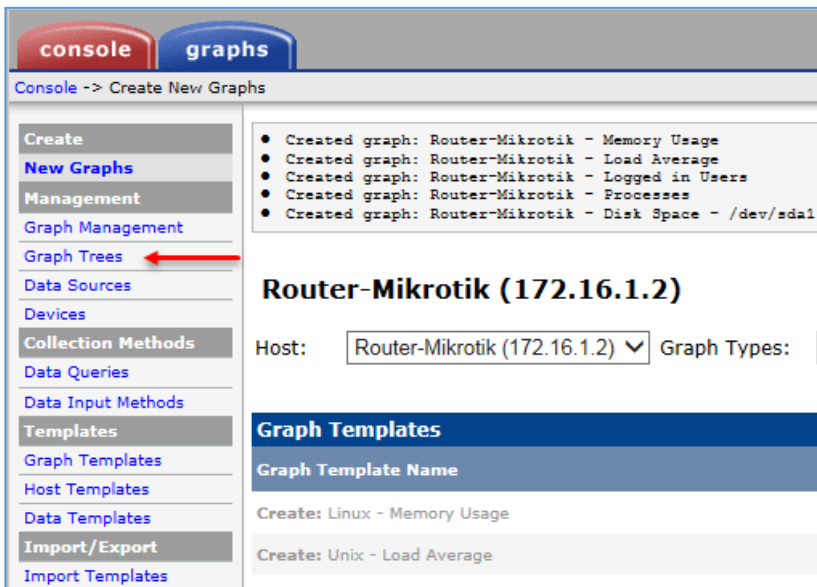 console graphs
Console -> Create New Graphs
Create
New Graphs
Management
Graph Management
Graph Trees
Data Sources
Devices
Collection Methods
Data Queries
Data Input Methods
Templates
Graph Templates
Host Templates
Data Templates
Import/Export
Import Templates
• Created graph: Router-Mikrotik - Memory Usage
• Created graph: Router-Mikrotik - Load Average
• Created graph: Router-Mikrotik - Logged in Users
• Created graph: Router-Mikrotik - Processes
• Created graph: Router-Mikrotik - Disk Space - /dev/sda1
Router-Mikrotik (172.16.1.2)
Host: Router-Mikrotik (172.16.1.2) Graph Types:
Graph Templates
Graph Template Name
Create: Linux - Memory Usage
Create: Unix - Load Average